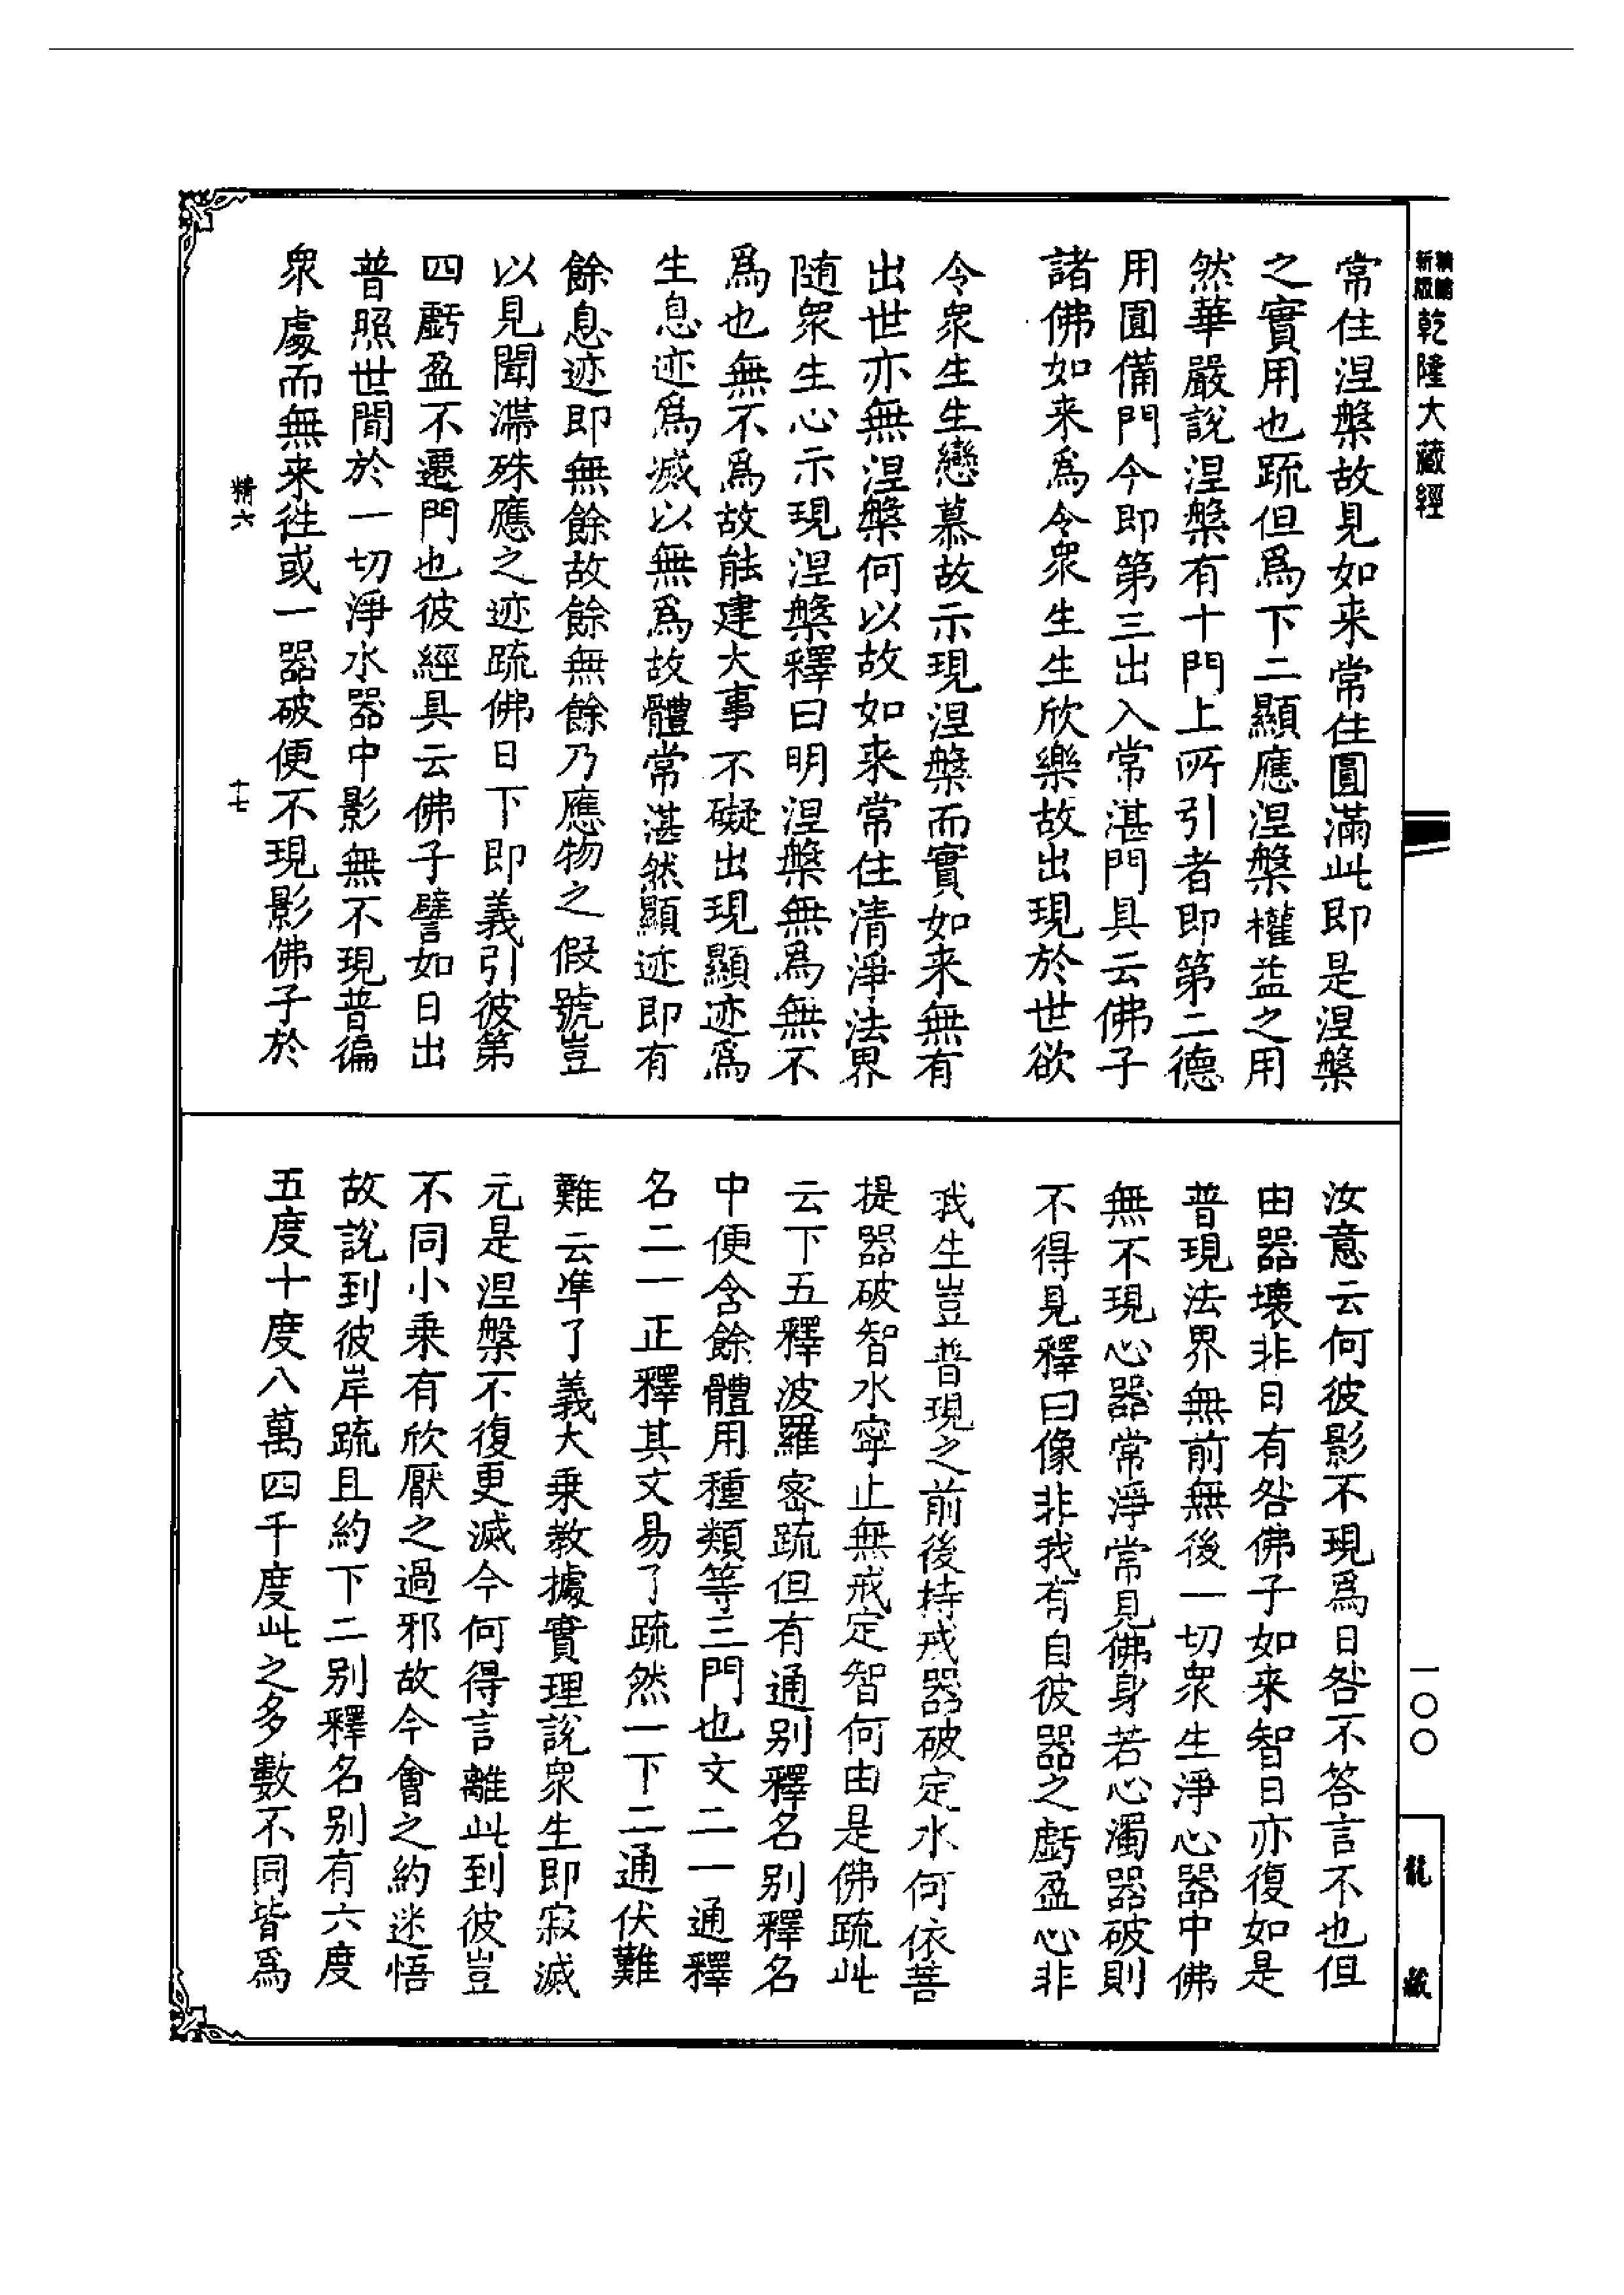 新版 乾隆大藏經
常住涅槃故見如来常住圓滿此即是涅槃
之實用也䟽但爲下二顯應涅槃權益之用
然華嚴說涅槃有十門上所引者即第二德
用圓備門今即第三出入常湛門具云佛子
諸佛如来爲令衆生生欣樂故出現於世欲
令衆生生戀慕故示現涅槃而實如来無有
出世亦無涅槃何以故如来常住清淨法界
随衆生心示現涅槃釋曰明涅槃無爲無不
爲也無不爲故能建大事不礙出現顯迹爲
生息迹爲滅以無爲故體常湛然顯迹即有
餘息迹即無餘故餘無餘乃應物之假號豈
以見聞滯殊應之迹䟽佛日下即義引彼第
四虧盈不遷門也彼經具云佛子譬如日出
普照世間於一切淨水器中影無不現普徧
衆處而無来徃或一器破便不現影佛子於
精六
十七
汝意云何彼影不現爲日咎不答言不也但
由器壞非日有咎佛子如来智日亦復如是
普現法界無前無後一切衆生淨心器中佛
無不現心器常淨常見佛身若心濁器破則
不得見釋曰像非我有自彼器之虧盈心非
我生豈普現之前後持戒器破定水何依菩
提器破智水寧止無戒定智何由是佛䟽此
云下五釋波羅密䟽但有通別釋名別釋名
中便含餘體用種類等三門也文二一通釋
名二一正釋其文易了䟽然一下二通伏難
難云準了義大乗教據實理說衆生即寂滅
元是涅槃不復更滅今何得言離此到彼豈
不同小乗有欣厭之過邪故今會之約迷悟
故說到彼岸䟽且約下二別釋名別有六度
五度十度八萬四千度此之多數不同皆爲
一〇〇
龍藏